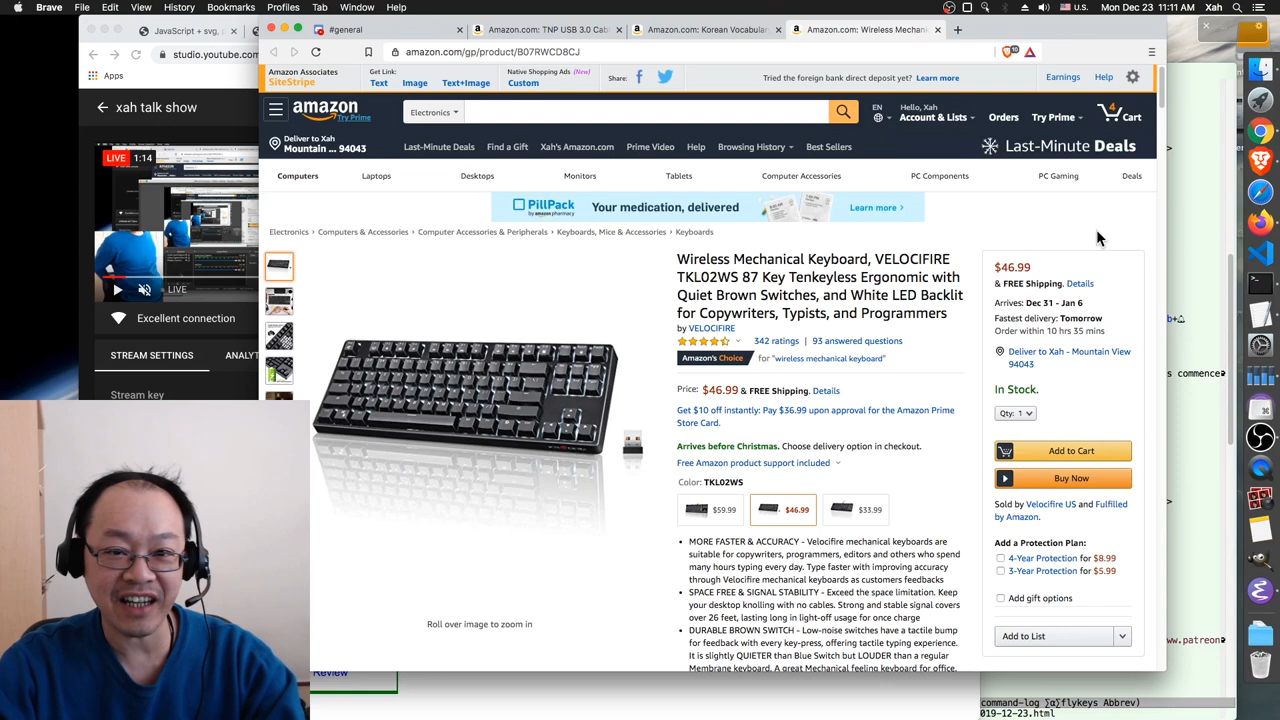 Brave File Edit View History Bookmarks People Tab Window Help
U.S. Mon Dec 23, 11:11 AM
JavaScript + svg, p
#general
Amazon.com: TNP USB 3.0 Cabl
Amazon.com: Korean Vocabular
Amazon.com: Wireless Mechani
studio.youtube.com
amazon.com/gp/product/B07RWCD8CJ
10
Apps
Amazon Associates
SiteStripe
Get Link:
Text Image Text+Image
Native Shopping Ads (New)
Custom
Share:
Tried the foreign bank direct deposit yet? Learn more
Earnings Help
xah talk show
amazon
Try Prime
Electronics
EN
Hello, Xah
Account & Lists
Orders
Try Prime
4
Cart
Deliver to Xah
Mountain ... 94043
Last-Minute Deals Find a Gift Xah's Amazon.com Prime Video Help Browsing History Best Sellers
Last-Minute Deals
LIVE 1:14
Computers Laptops Desktops Monitors Tablets Computer Accessories PC Components PC Gaming Deals
PillPack
by amazon pharmacy
Your medication, delivered
Learn more ›
Electronics › Computers & Accessories › Computer Accessories & Peripherals › Keyboards, Mice & Accessories › Keyboards
Wireless Mechanical Keyboard, VELOCIFIRE
TKL02WS 87 Key Tenkeyless Ergonomic with
Quiet Brown Switches, and White LED Backlit
for Copywriters, Typists, and Programmers
by VELOCIFIRE
342 ratings | 93 answered questions
Amazon's Choice for "wireless mechanical keyboard"
Price: $46.99 & FREE Shipping. Details
Get $10 off instantly: Pay $36.99 upon approval for the Amazon Prime
Store Card.
Arrives before Christmas. Choose delivery option in checkout.
Free Amazon product support included
Color: TKL02WS
$59.99
$46.99
$33.99
MORE FASTER & ACCURACY - Velocifire mechanical keyboards are
suitable for copywriters, programmers, editors and others who spend
many hours typing every day. Type faster with improving accuracy
through Velocifire mechanical keyboards as customers feedbacks
SPACE FREE & SIGNAL STABILITY - Exceed the space limitation. Keep
your desktop knolling with no cables. Strong and stable signal covers
over 26 feet, lasting long in light-off usage for once charge
DURABLE BROWN SWITCH - Low-noise switches have a tactile bump
for feedback with every key-press, offering tactile typing experience.
It is slightly QUIETER than Blue Switch but LOUDER than a regular
Membrane keyboard. A great Mechanical feeling keyboard for office.
Roll over image to zoom in
$46.99
& FREE Shipping. Details
Arrives: Dec 31 - Jan 6
Fastest delivery: Tomorrow
Order within 10 hrs 35 mins
Deliver to Xah - Mountain View
94043
In Stock.
Qty: 1
Add to Cart
Buy Now
Sold by Velocifire US and Fulfilled
by Amazon.
Add a Protection Plan:
4-Year Protection for $8.99
3-Year Protection for $5.99
Add gift options
Add to List
LIVE
Excellent connection
STREAM SETTINGS ANALYT
Stream key
Review
s commence
ww.patreon
command-log ∑α∑flykeys Abbrev)
019-12-23.html